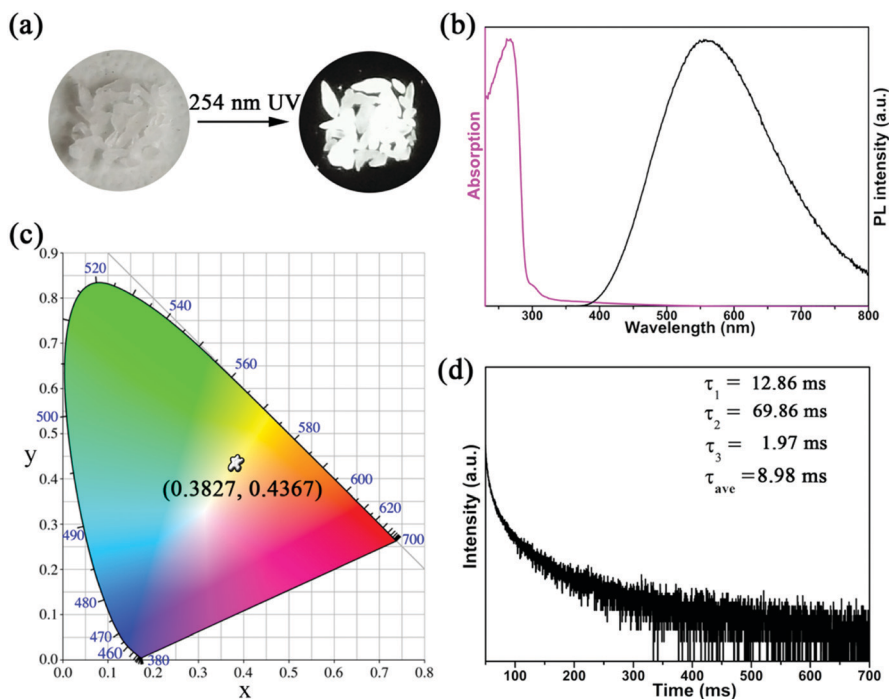 (a)
254 nm UV
(b)
Absorption
PL intensity (a.u.)
300 400 500 600 700 800
Wavelength (nm)
(c)
0.9
0.8
0.7
0.6
0.5
0.4
0.3
0.2
0.1
0.0
y
520
540
560
580
600
620
700
500
490
480
470
460
380
(0.3827, 0.4367)
0.0 0.1 0.2 0.3 0.4 0.5 0.6 0.7 0.8
x
(d)
τ1 = 12.86 ms
τ2 = 69.86 ms
τ3 = 1.97 ms
τave =8.98 ms
Intensity (a.u.)
100 200 300 400 500 600 700
Time (ms)